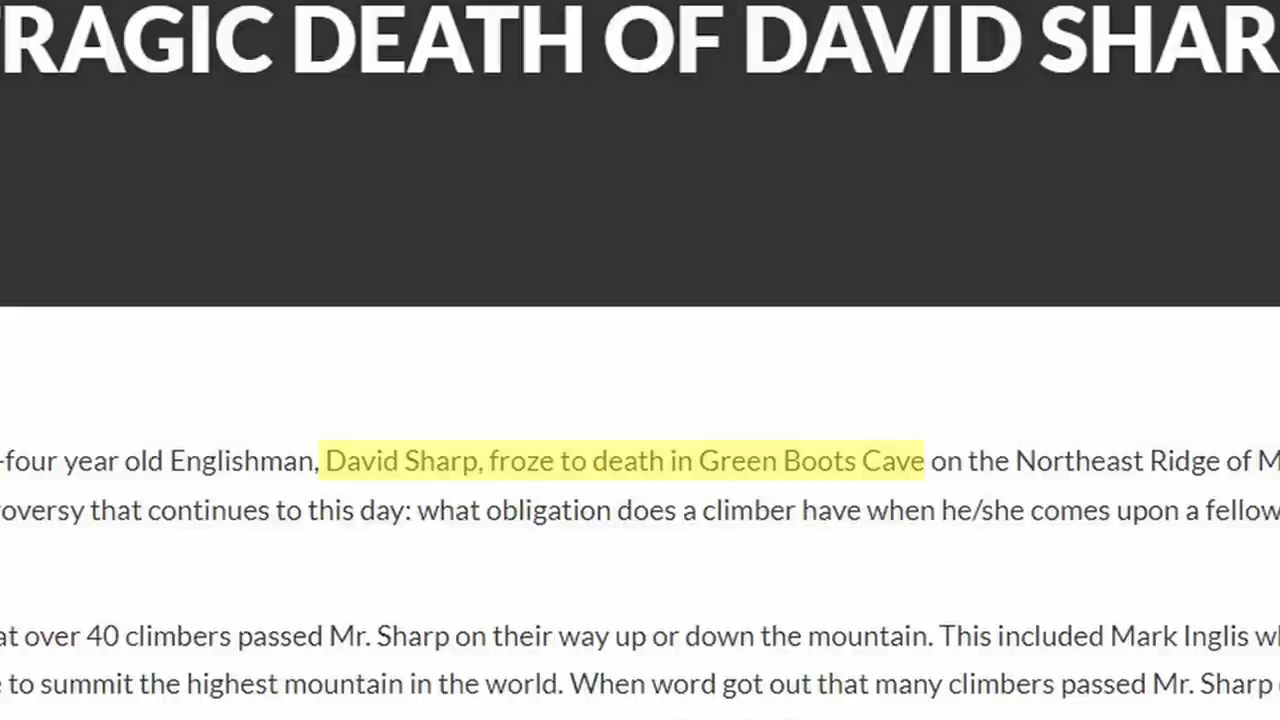 RAGIC DEATH OF DAVID SHAR
-four year old Englishman, David Sharp, froze to death in Green Boots Cave on the Northeast Ridge of M
roversy that continues to this day: what obligation does a climber have when he/she comes upon a fellow
at over 40 climbers passed Mr. Sharp on their way up or down the mountain. This included Mark Inglis wh
e to summit the highest mountain in the world. When word got out that many climbers passed Mr. Sharp